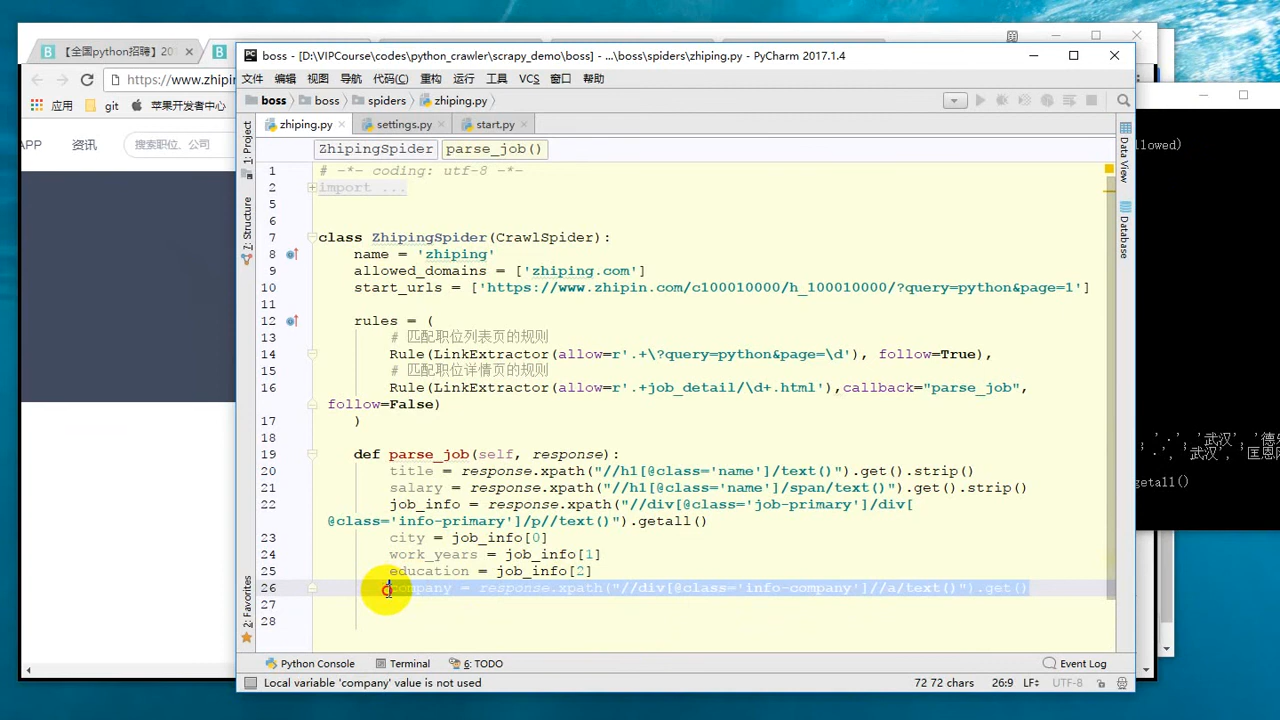 【全国python招聘】201
https://www.zhipin
应用
git
苹果开发者中心
APP
资讯
搜索职位、公司
boss - [D:\VIPCourse\codes\python_crawler\scrapy_demo\boss] - ...\boss\spiders\zhiping.py - PyCharm 2017.1.4
文件 编辑 视图 导航 代码(C) 重构 运行 工具 VCS 窗口 帮助
boss boss spiders zhiping.py
zhiping.py settings.py start.py
ZhipingSpider parse_job()
1 # -*- coding: utf-8 -*-
2 import ...
5
6
7 class ZhipingSpider(CrawlSpider):
8 name = 'zhiping'
9 allowed_domains = ['zhiping.com']
10 start_urls = ['https://www.zhipin.com/c100010000/h_100010000/?query=python&page=1']
11
12 rules = (
13 # 匹配职位列表页的规则
14 Rule(LinkExtractor(allow=r'.+\?query=python&page=\d'), follow=True),
15 # 匹配职位详情页的规则
16 Rule(LinkExtractor(allow=r'.+job_detail/\d+.html'),callback="parse_job",
follow=False)
17 )
18
19 def parse_job(self, response):
20 title = response.xpath("//h1[@class='name']/text()").get().strip()
21 salary = response.xpath("//h1[@class='name']/span/text()").get().strip()
22 job_info = response.xpath("//div[@class='job-primary']/div[
@class='info-primary']/p//text()").getall()
23 city = job_info[0]
24 work_years = job_info[1]
25 education = job_info[2]
26 company = response.xpath("//div[@class='info-company']//a/text()").get()
27
28
1: Project
7: Structure
2: Favorites
Data View
Database
Python Console Terminal 6: TODO Event Log
Local variable 'company' value is not used 72 72 chars 26:9 LF UTF-8
llowed)
, '·', '武汉',
'·', '武汉',
getall()